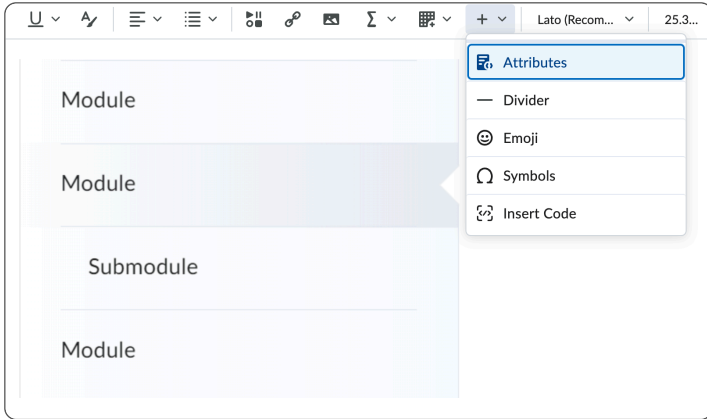 Lato (Recom...
25.3...
Attributes
Divider
Emoji
Symbols
Insert Code
Module
Module
Submodule
Module